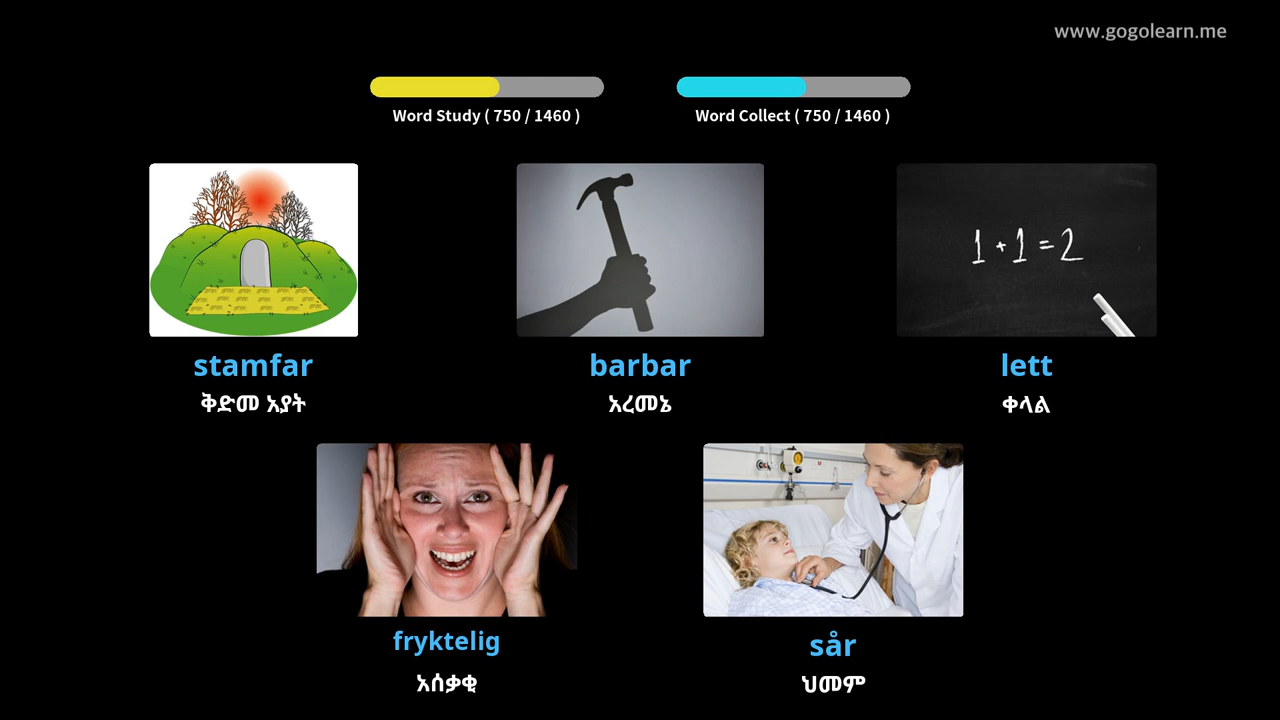 www.gogolearn.me
Word Study ( 750 / 1460 )
Word Collect ( 750 / 1460 )
1 + 1 = 2
stamfar
barbar
lett
ቅድመ አያት
አረመኔ
ቀላል
fryktelig
sår
አሰቃቂ
ህመም